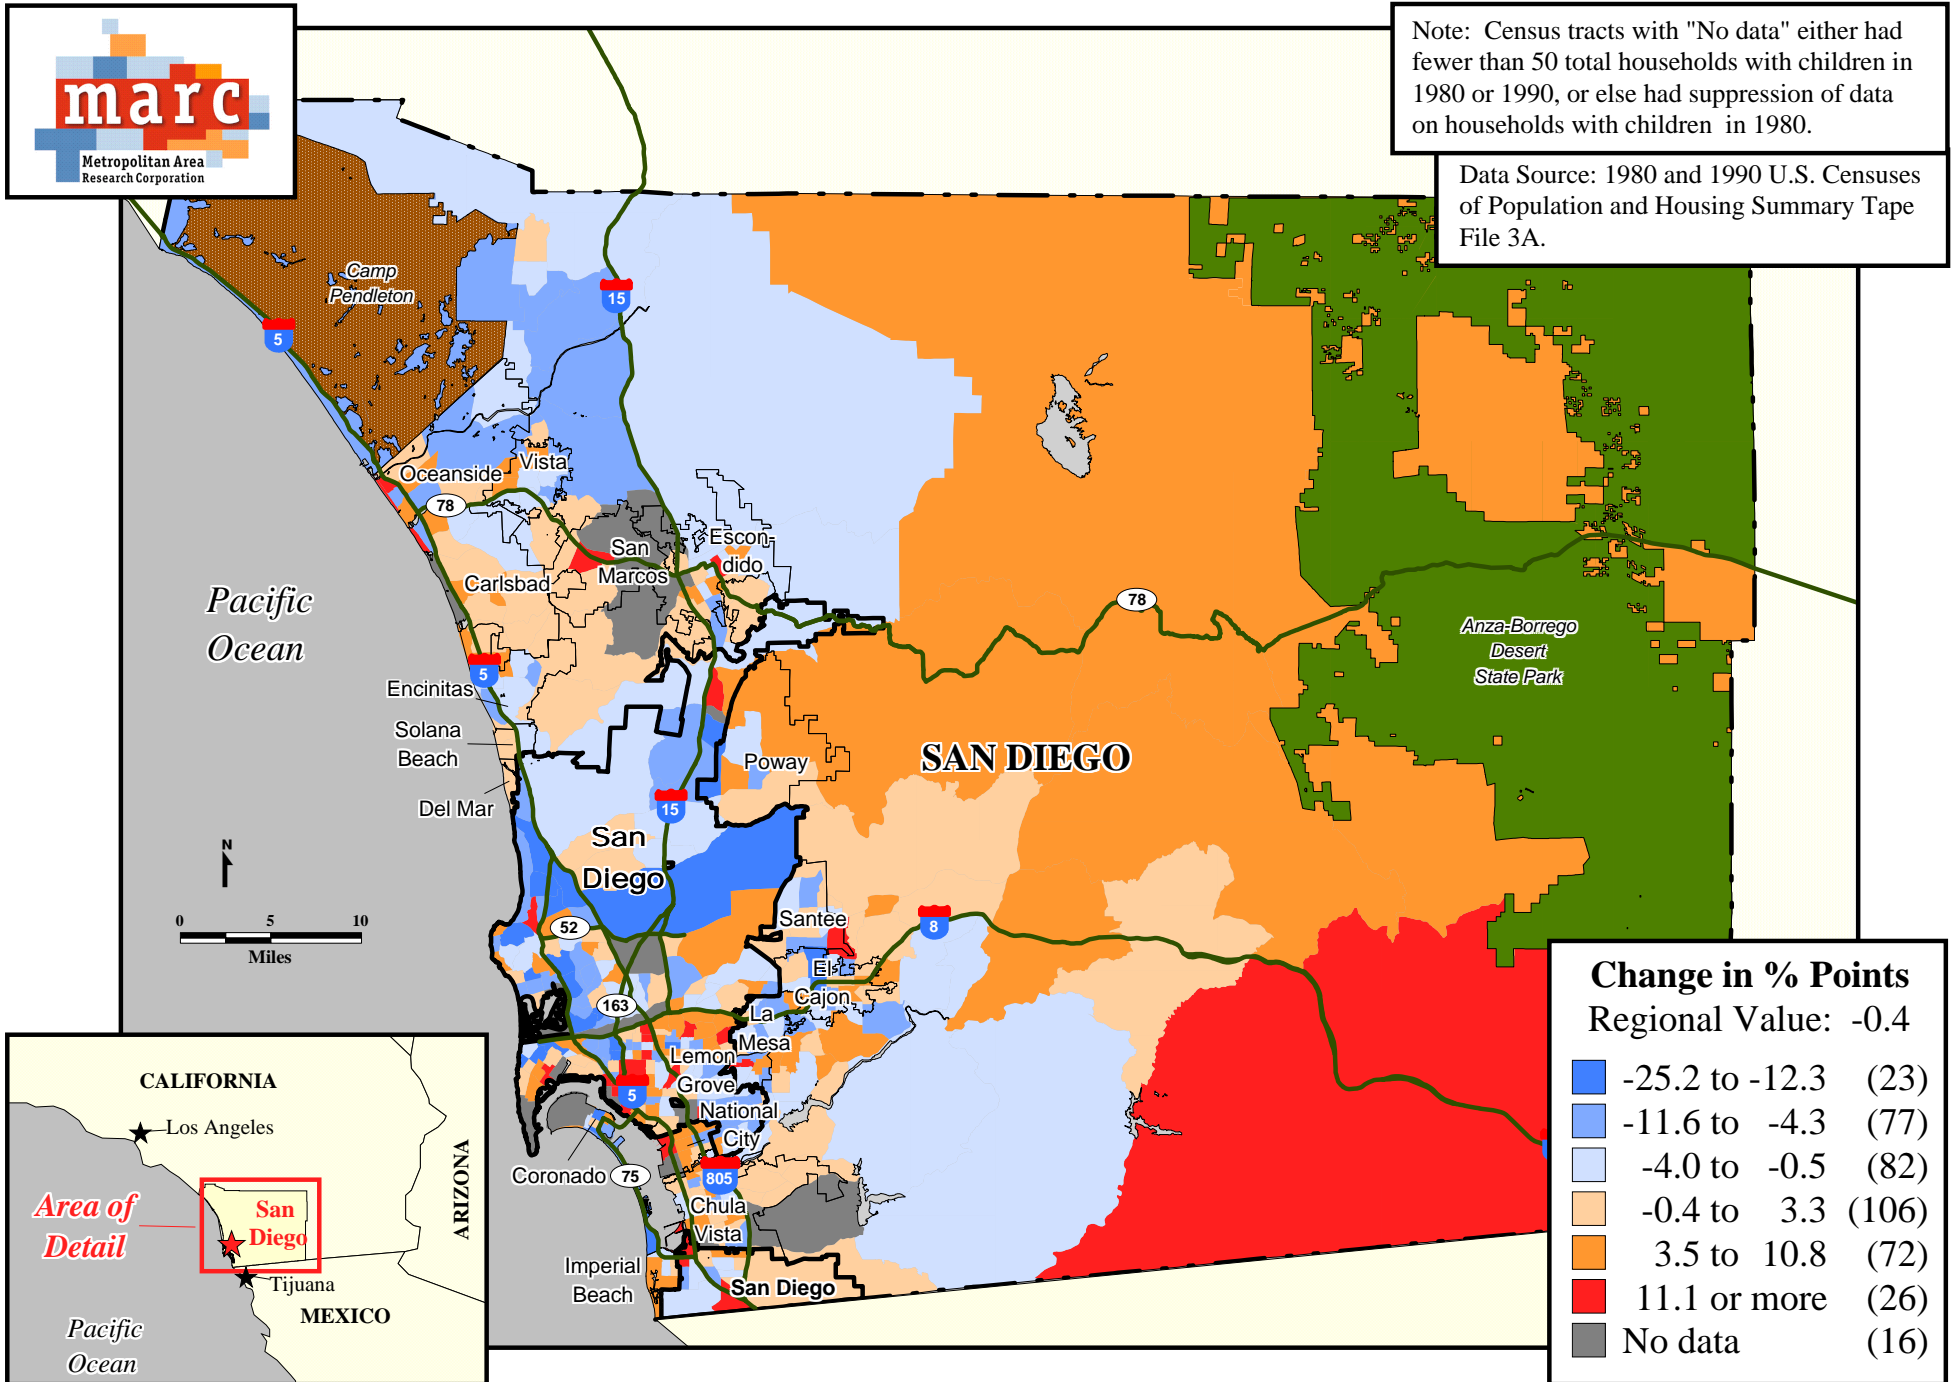 marc
Metropolitan Area
Research Corporation
Note: Census tracts with "No data" either had
fewer than 50 total households with children in
1980 or 1990, or else had suppression of data
on households with children in 1980.
Data Source: 1980 and 1990 U.S. Censuses
of Population and Housing Summary Tape
File 3A.
Camp
Pendleton
15
5
Oceanside
Vista
78
San
Marcos
Escon-
dido
Carlsbad
78
Pacific
Ocean
Anza-Borrego
Desert
State Park
5
Encinitas
Solana
Beach
Del Mar
Poway
SAN DIEGO
15
San
Diego
N
0 5 10
Miles
52
Santee
8
El
Cajon
163
La
Mesa
Lemon
Grove
5
National
City
Coronado
75
805
Chula
Vista
Imperial
Beach
San Diego
CALIFORNIA
Los Angeles
ARIZONA
Area of
Detail
San
Diego
Tijuana
MEXICO
Pacific
Ocean
Change in % Points
Regional Value: -0.4
-25.2 to -12.3 (23)
-11.6 to -4.3 (77)
-4.0 to -0.5 (82)
-0.4 to 3.3 (106)
3.5 to 10.8 (72)
11.1 or more (26)
No data (16)